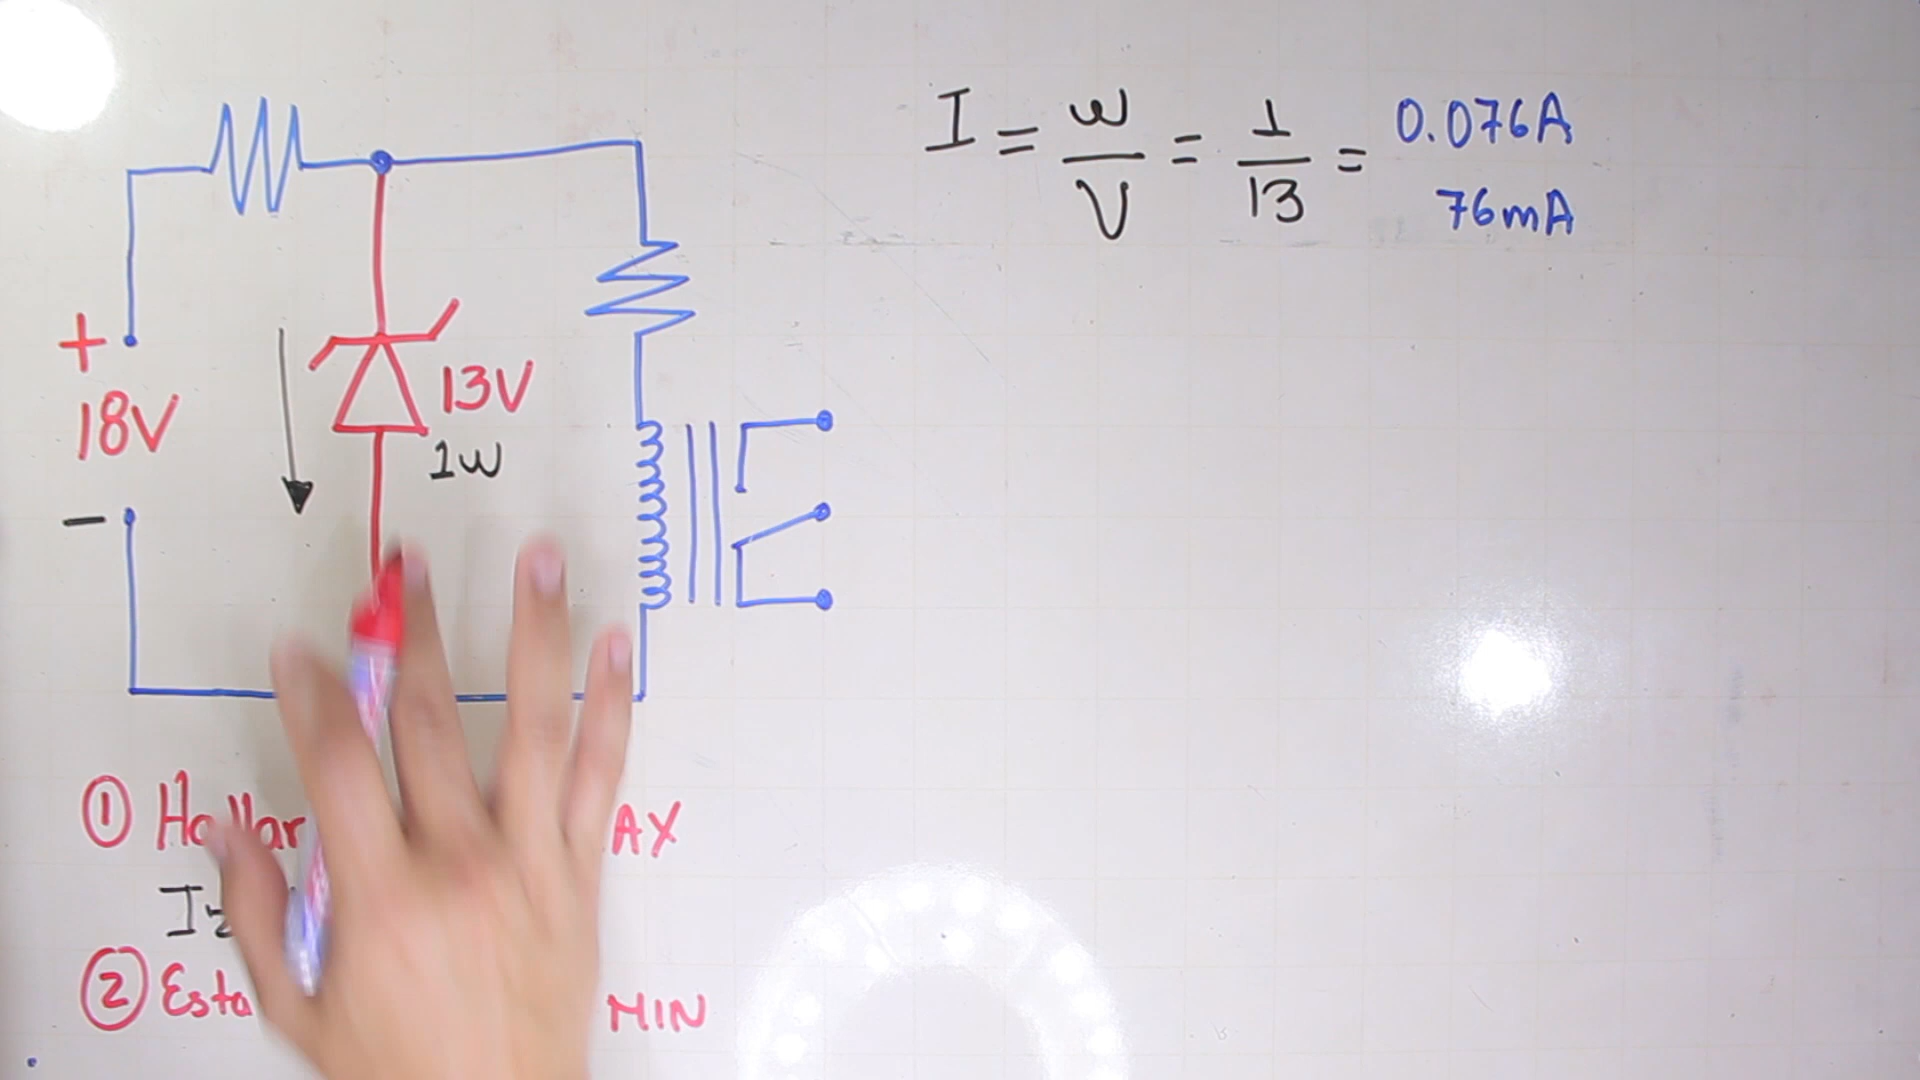 I = W / V = 1 / 13 = 0.076A
76mA
+
18V
-
13V
1W
① Hallar
AX
② Esta
MIN